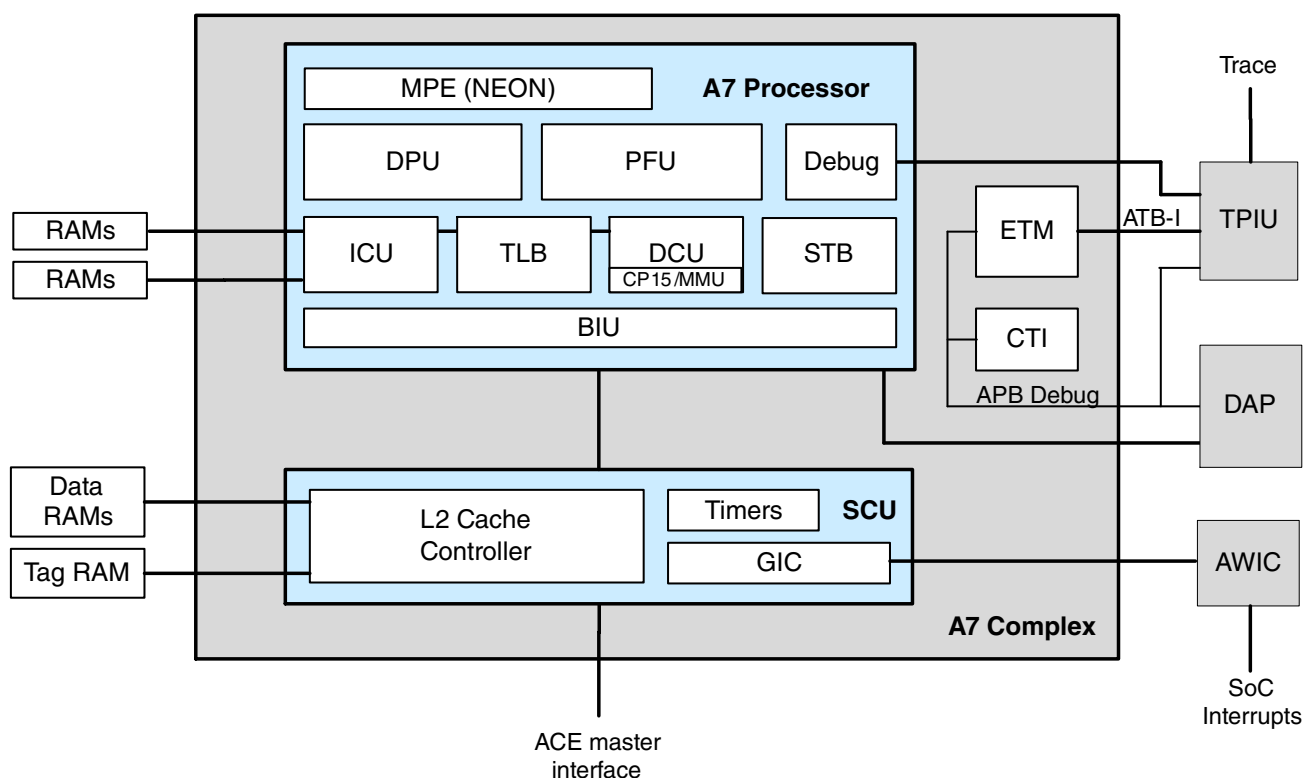 MPE (NEON)
A7 Processor
Trace
DPU
PFU
Debug
RAMs
RAMs
ICU
TLB
DCU
CP15/MMU
STB
ETM
ATB-I
TPIU
BIU
CTI
APB Debug
DAP
Data
RAMs
Tag RAM
L2 Cache
Controller
Timers
SCU
GIC
AWIC
A7 Complex
SoC
Interrupts
ACE master
interface